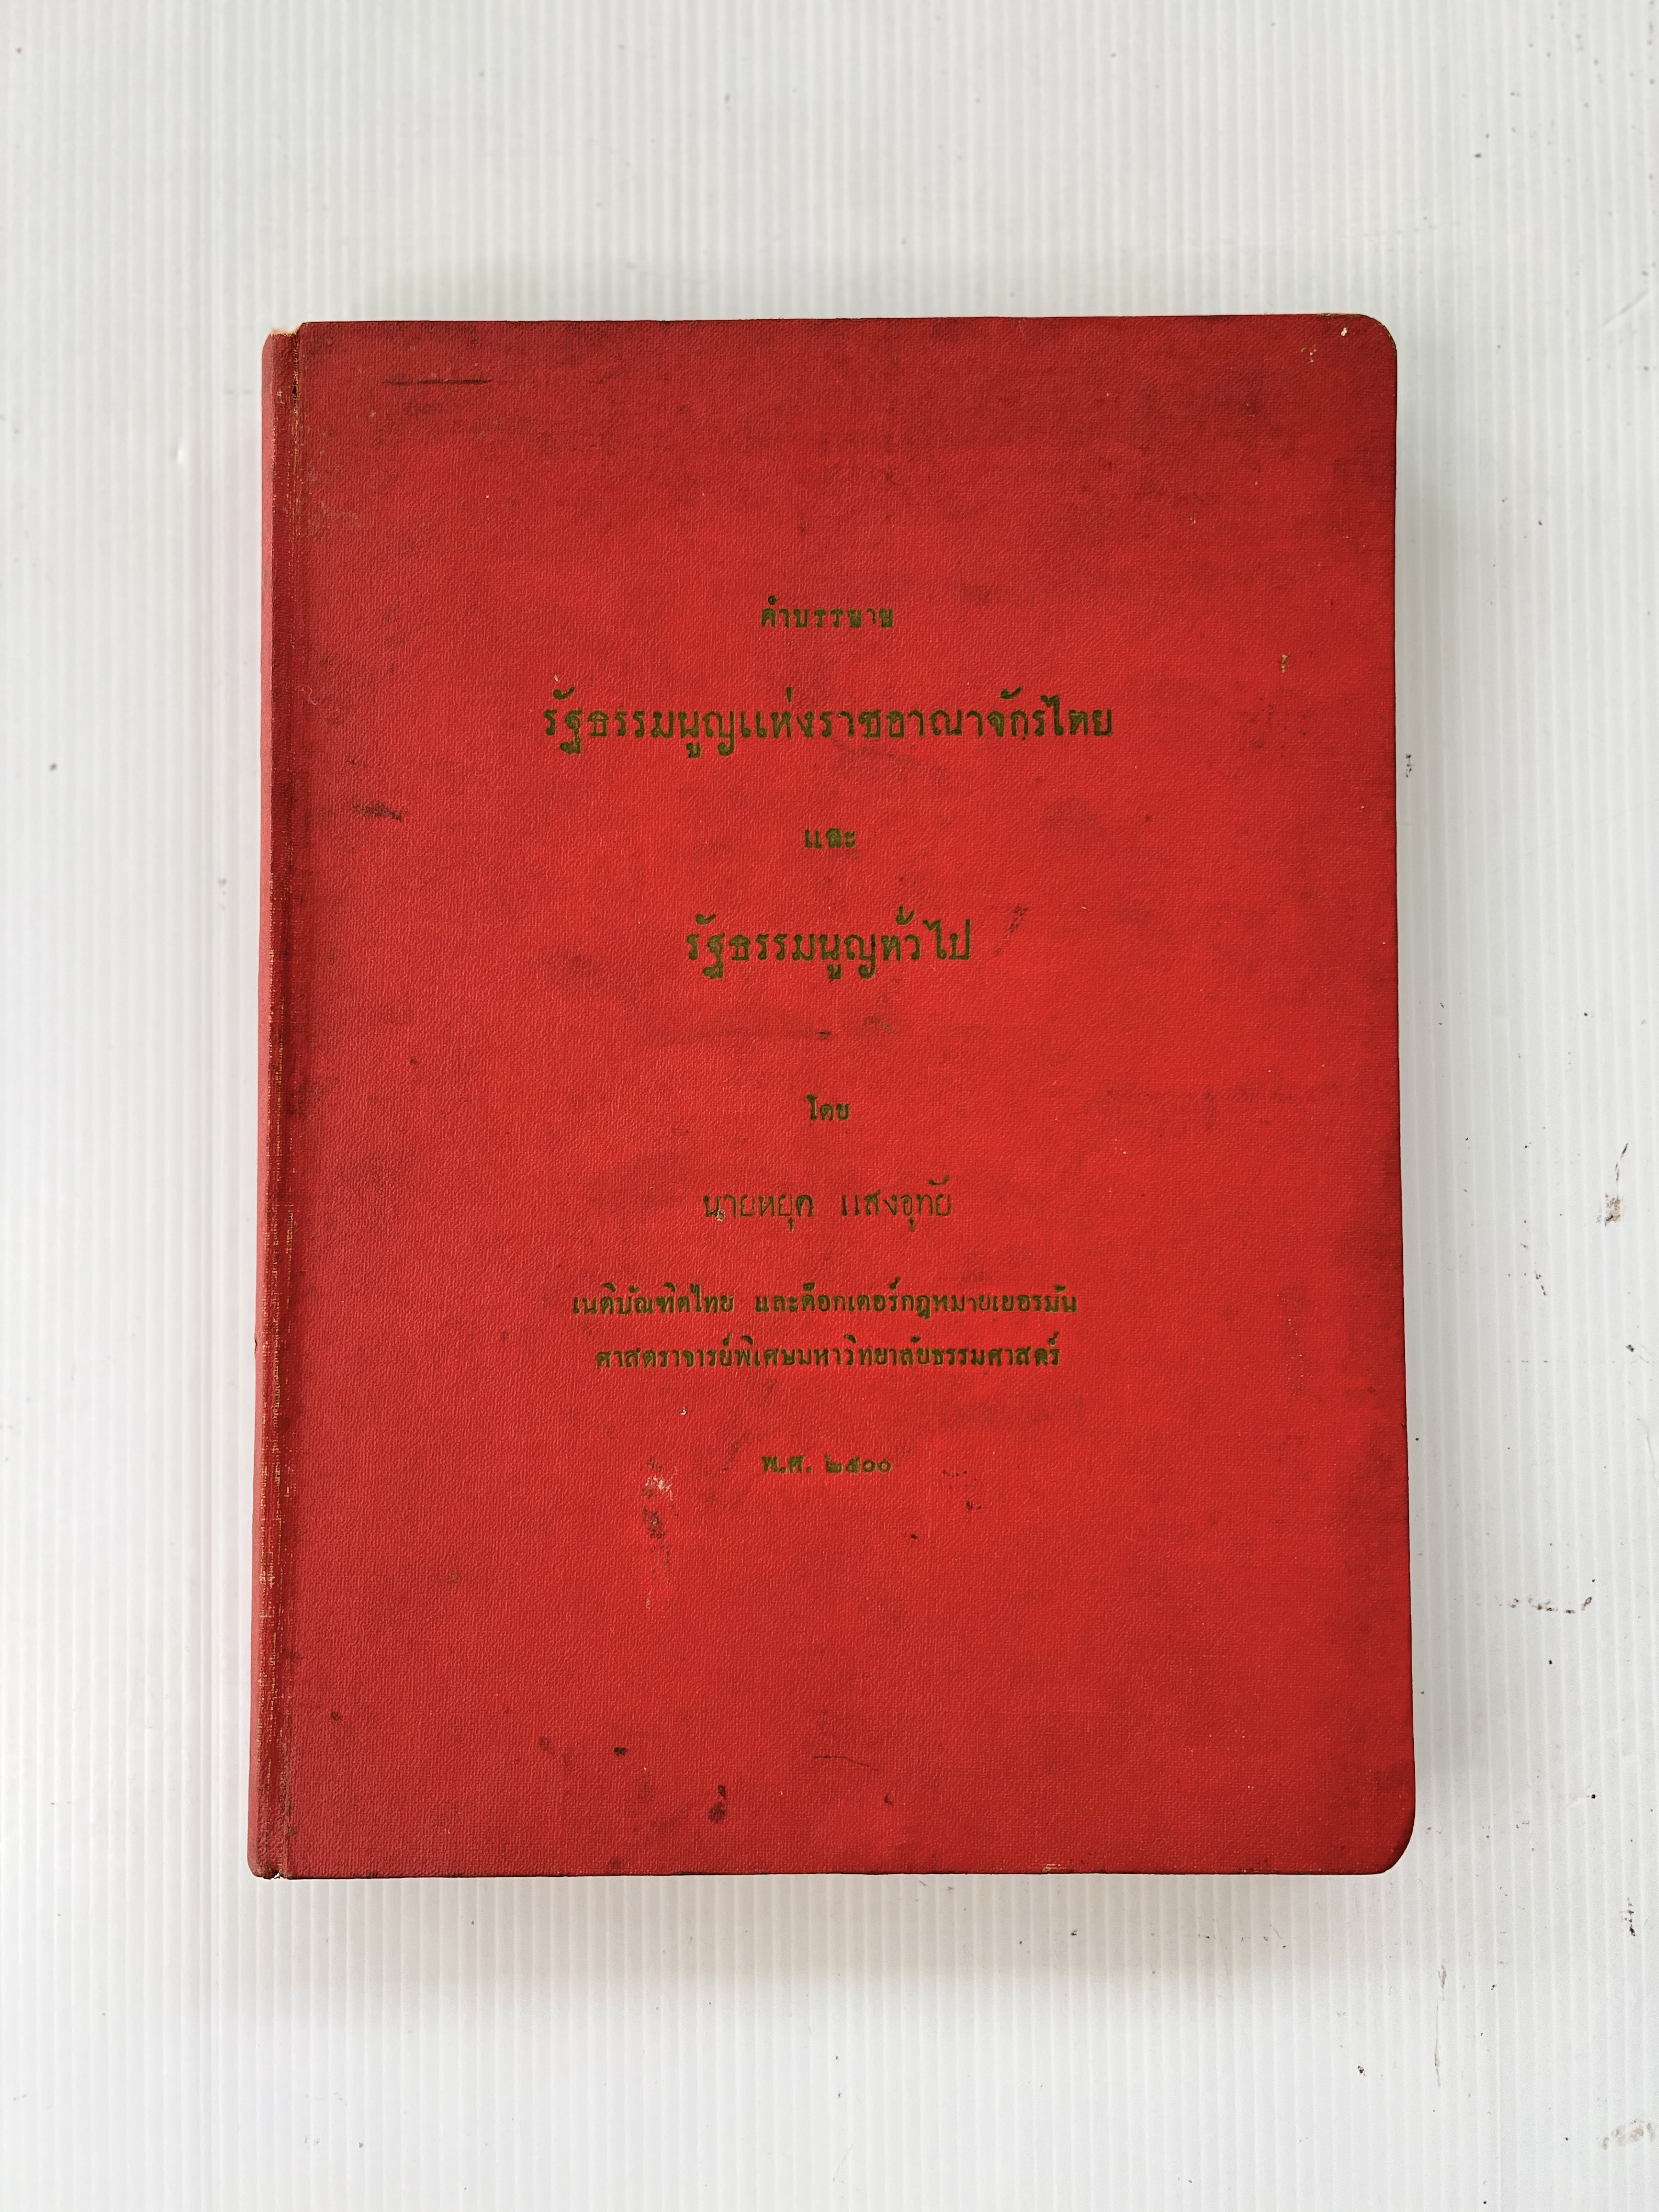 คำบรรยาย
รัฐธรรมนูญแห่งราชอาณาจักรไทย
และ
รัฐธรรมนูญทั่วไป
โดย
นายหยุด แสงอุทัย
เนติบัณฑิตไทย และด๊อกเตอร์กฎหมายเยอรมัน
ศาสตราจารย์พิเศษมหาวิทยาลัยธรรมศาสตร์
พ.ศ. ๒๕๐๐